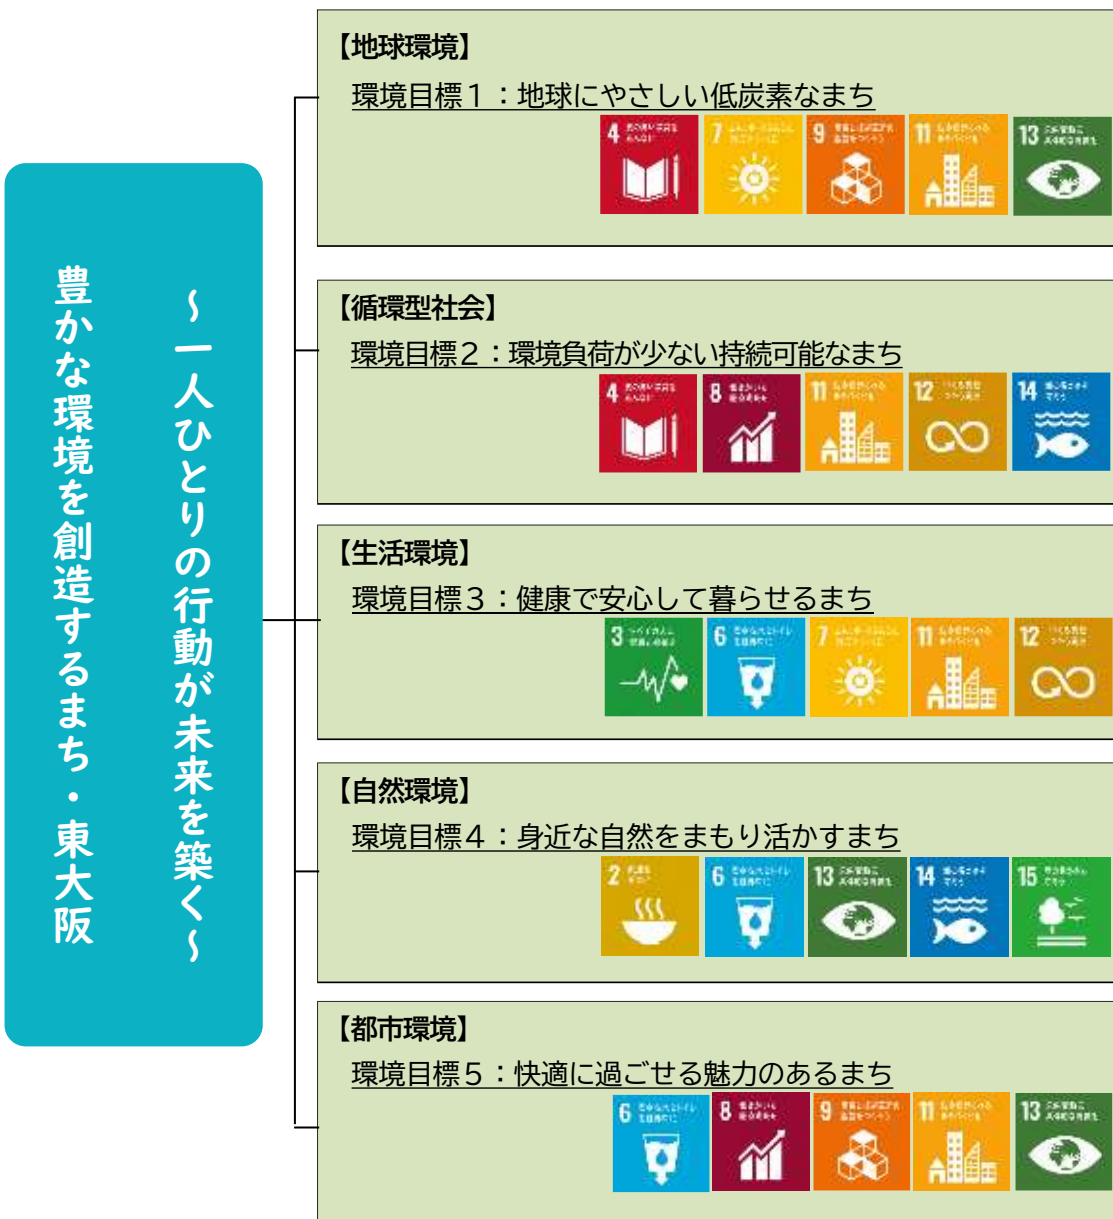 ～一人ひとりの行動が未来を築く～
豊かな環境を創造するまち・東大阪
【地球環境】
環境目標１：地球にやさしい低炭素なまち
4
7
9
11
13
【循環型社会】
環境目標２：環境負荷が少ない持続可能なまち
4
8
11
12
14
【生活環境】
環境目標３：健康で安心して暮らせるまち
3
6
7
11
12
【自然環境】
環境目標４：身近な自然をまもり活かすまち
2
6
13
14
15
【都市環境】
環境目標５：快適に過ごせる魅力のあるまち
6
8
9
11
13